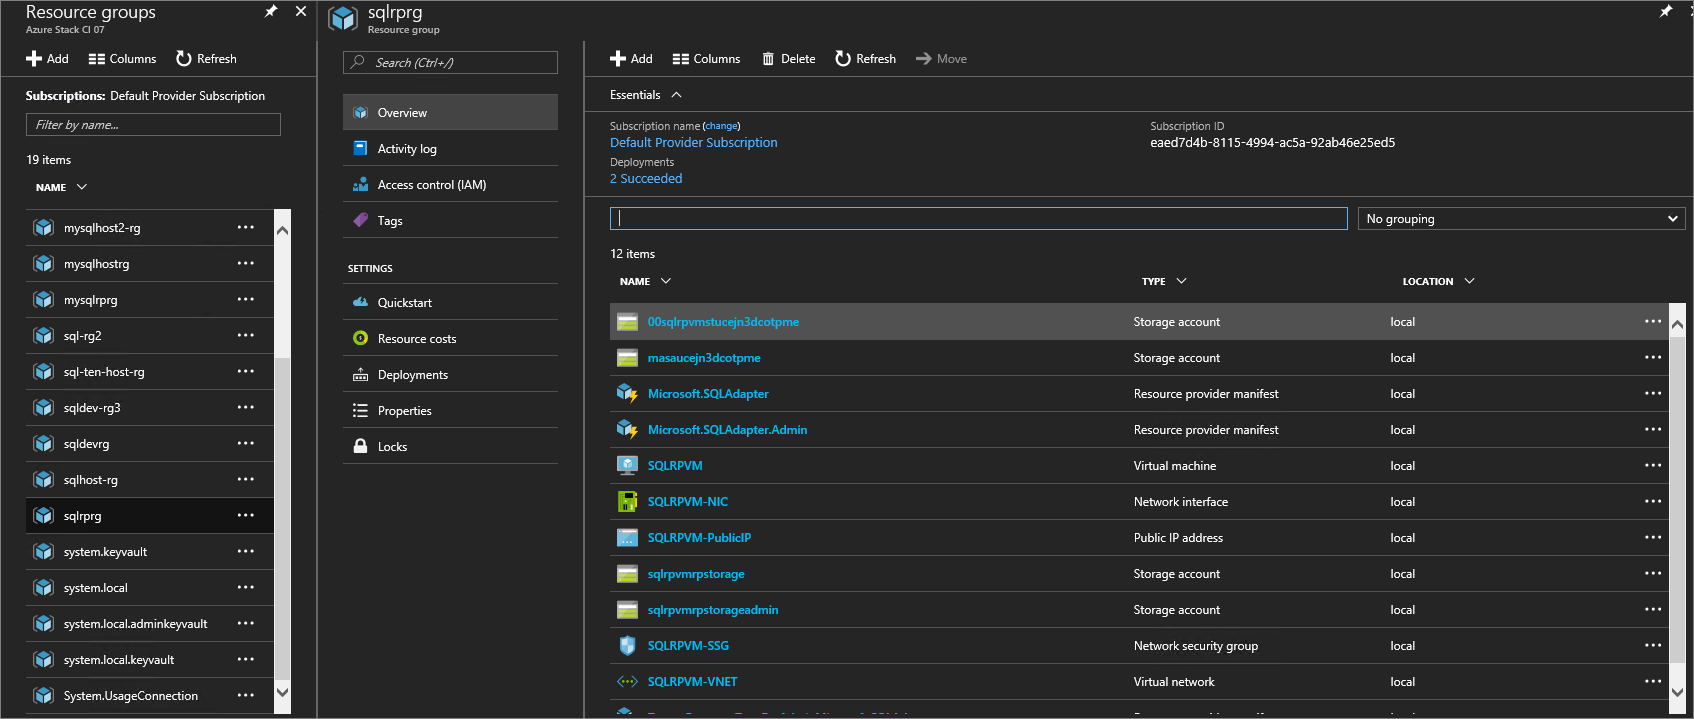 Resource groups
Azure Stack CI 07
Add Columns Refresh
Subscriptions: Default Provider Subscription
Filter by name...
19 items
NAME
mysqlhost2-rg
mysqlhostrg
mysqlrprg
sql-rg2
sql-ten-host-rg
sqldev-rg3
sqldevrg
sqlhost-rg
sqlrprg
system.keyvault
system.local
system.local.adminkeyvault
system.local.keyvault
System.UsageConnection
sqlrprg
Resource group
Search (Ctrl+/)
Overview
Activity log
Access control (IAM)
Tags
SETTINGS
Quickstart
Resource costs
Deployments
Properties
Locks
Add Columns Delete Refresh Move
Essentials
Subscription name (change)
Default Provider Subscription
Deployments
2 Succeeded
Subscription ID
eaed7d4b-8115-4994-ac5a-92ab46e25ed5
No grouping
12 items
NAME TYPE LOCATION
00sqlrpvmstucejn3dcotpme Storage account local
masaucejn3dcotpme Storage account local
Microsoft.SQLAdapter Resource provider manifest local
Microsoft.SQLAdapter.Admin Resource provider manifest local
SQLRPVM Virtual machine local
SQLRPVM-NIC Network interface local
SQLRPVM-PublicIP Public IP address local
sqlrpvmrpstorage Storage account local
sqlrpvmrpstorageadmin Storage account local
SQLRPVM-SSG Network security group local
SQLRPVM-VNET Virtual network local